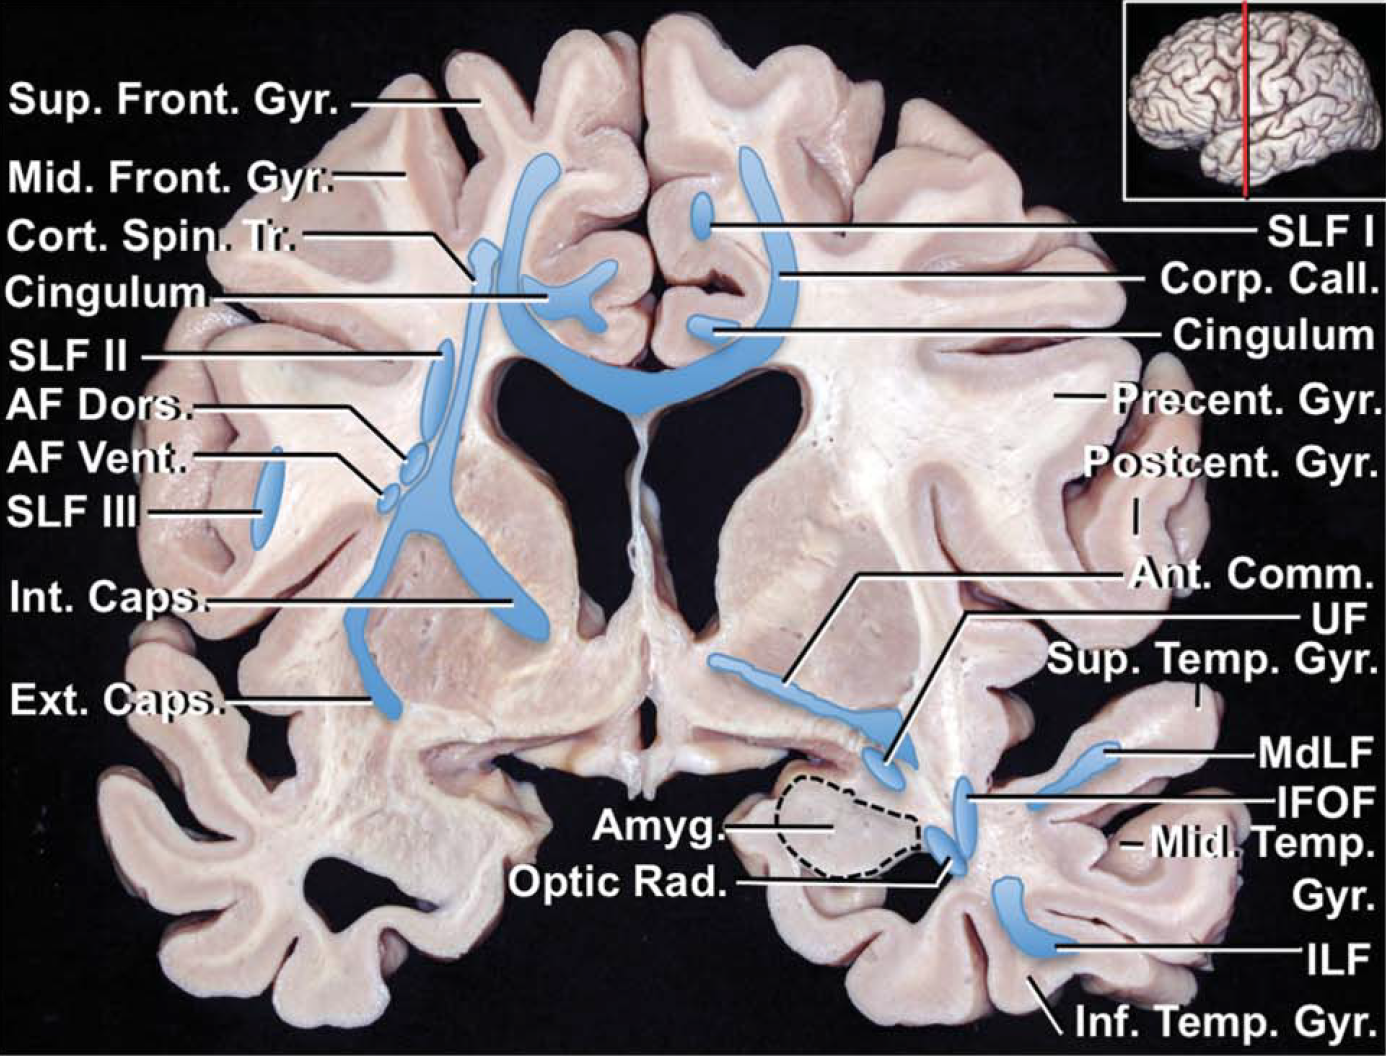 Sup. Front. Gyr.
Mid. Front. Gyr.
Cort. Spin. Tr.
Cingulum
SLF II
AF Dors.
AF Vent.
SLF III
Int. Caps.
Ext. Caps.
Amyg.
Optic Rad.
SLF I
Corp. Call.
Cingulum
Precent. Gyr.
Postcent. Gyr.
Ant. Comm.
UF
Sup. Temp. Gyr.
MdLF
IFOF
Mid. Temp.
Gyr.
ILF
Inf. Temp. Gyr.